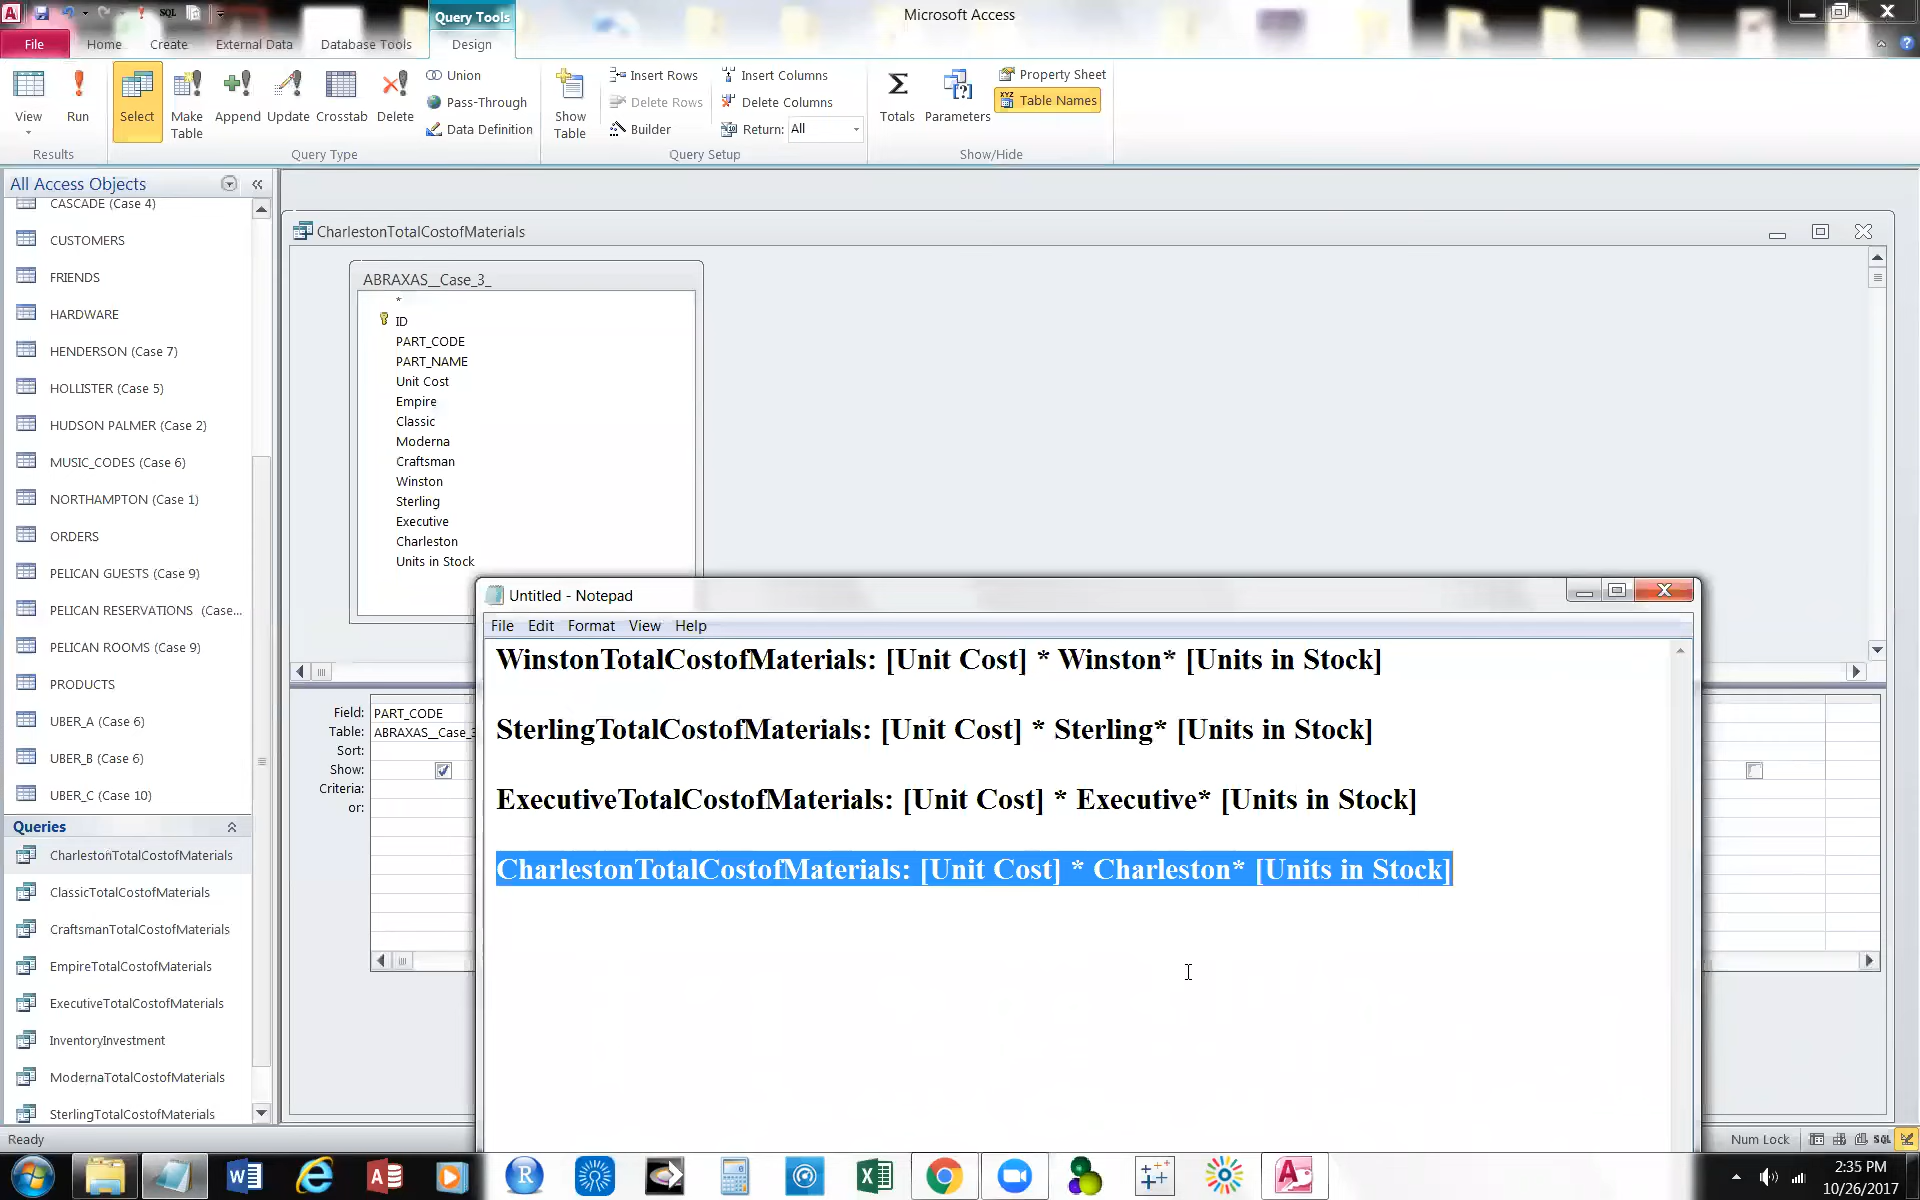 Query Tools
Microsoft Access
File
Home
Create
External Data
Database Tools
Design
SQL
View
Run
Select
Make Table
Append
Update
Crosstab
Delete
Union
Pass-Through
Data Definition
Show Table
Insert Rows
Delete Rows
Builder
Insert Columns
Delete Columns
Return: All
Totals
Parameters
Property Sheet
Table Names
Results
Query Type
Query Setup
Show/Hide
All Access Objects
CASCADE (Case 4)
CUSTOMERS
FRIENDS
HARDWARE
HENDERSON (Case 7)
HOLLISTER (Case 5)
HUDSON PALMER (Case 2)
MUSIC_CODES (Case 6)
NORTHAMPTON (Case 1)
ORDERS
PELICAN GUESTS (Case 9)
PELICAN RESERVATIONS (Case...
PELICAN ROOMS (Case 9)
PRODUCTS
UBER_A (Case 6)
UBER_B (Case 6)
UBER_C (Case 10)
Queries
CharlestonTotalCostofMaterials
ClassicTotalCostofMaterials
CraftsmanTotalCostofMaterials
EmpireTotalCostofMaterials
ExecutiveTotalCostofMaterials
InventoryInvestment
ModernaTotalCostofMaterials
SterlingTotalCostofMaterials
CharlestonTotalCostofMaterials
ABRAXAS__Case_3_
*
ID
PART_CODE
PART_NAME
Unit Cost
Empire
Classic
Moderna
Craftsman
Winston
Sterling
Executive
Charleston
Units in Stock
Field: PART_CODE
Table: ABRAXAS__Case_3
Sort:
Show:
Criteria:
or:
Untitled - Notepad
File Edit Format View Help
WinstonTotalCostofMaterials: [Unit Cost] * Winston* [Units in Stock]
SterlingTotalCostofMaterials: [Unit Cost] * Sterling* [Units in Stock]
ExecutiveTotalCostofMaterials: [Unit Cost] * Executive* [Units in Stock]
CharlestonTotalCostofMaterials: [Unit Cost] * Charleston* [Units in Stock]
Ready
Num Lock
SQL
2:35 PM
10/26/2017